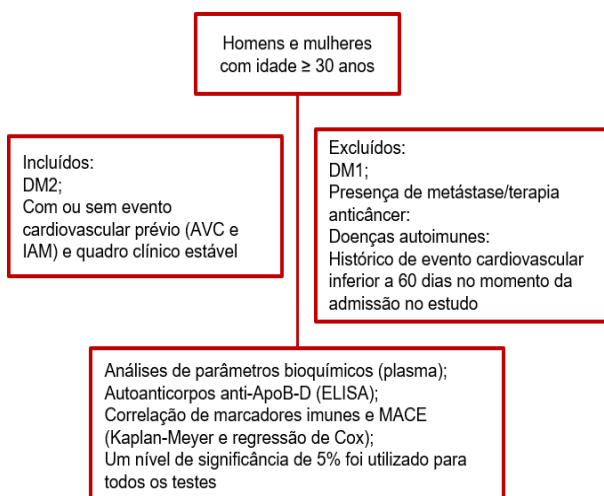 Homens e mulheres
com idade ≥ 30 anos
Incluídos:
DM2;
Com ou sem evento
cardiovascular prévio (AVC e
IAM) e quadro clínico estável
Excluídos:
DM1;
Presença de metástase/terapia
anticâncer:
Doenças autoimunes:
Histórico de evento cardiovascular
inferior a 60 dias no momento da
admissão no estudo
Análises de parâmetros bioquímicos (plasma);
Autoanticorpos anti-ApoB-D (ELISA);
Correlação de marcadores imunes e MACE
(Kaplan-Meyer e regressão de Cox);
Um nível de significância de 5% foi utilizado para
todos os testes